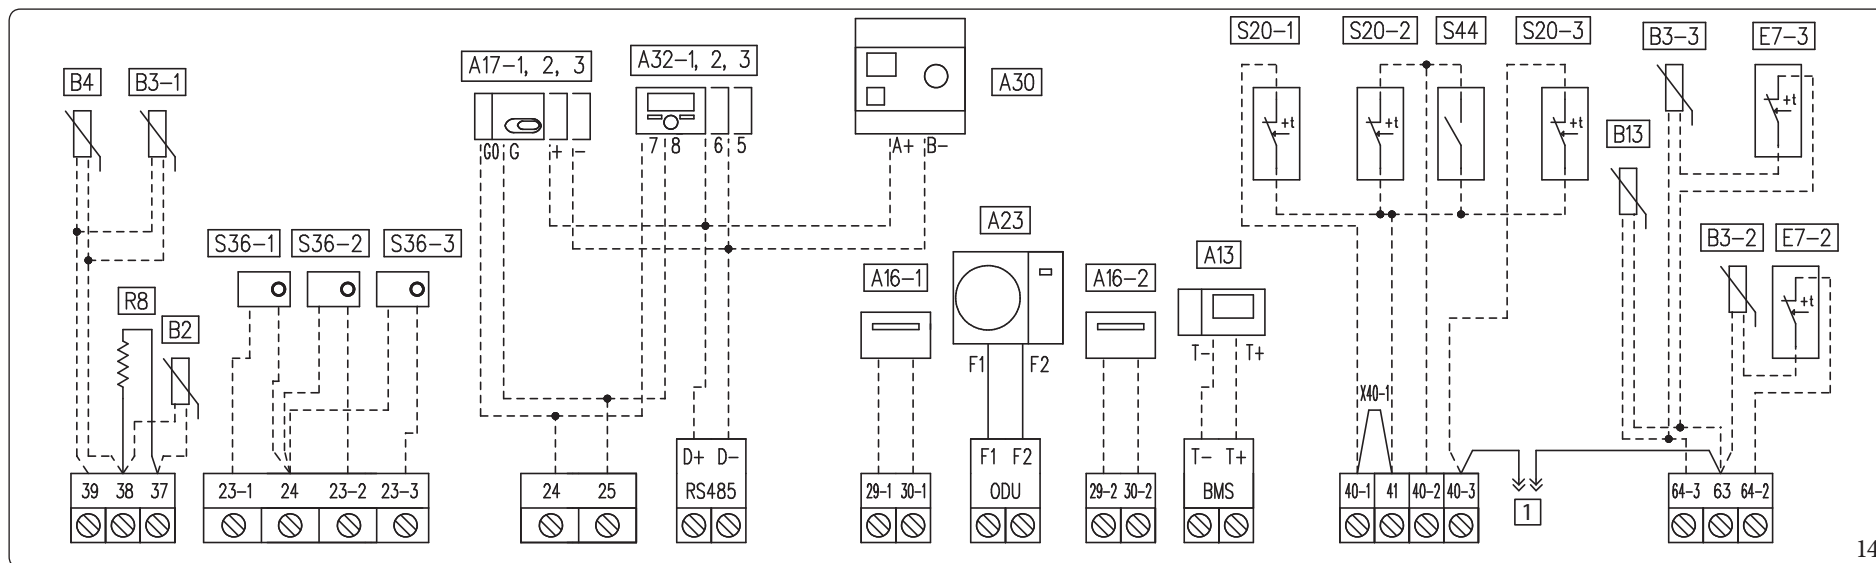 S20-1 S20-2 S44 S20-3 B3-3 E7-3
A17-1, 2, 3 A32-1, 2, 3
B4 B3-1 A30
+t +t +t +t
B13
G0 G + - 7 8 6 5 A+ B-
A23
S36-1 S36-2 S36-3 A16-1 A16-2 A13 B3-2 E7-2
R8
B2
+t
F1 F2 T- T+
X40-1
D+ D- F1 F2 T- T+
39 38 37 23-1 24 23-2 23-3 24 25 RS485 29-1 30-1 ODU 29-2 30-2 BMS 40-1 41 40-2 40-3 64-3 63 64-2
1
14